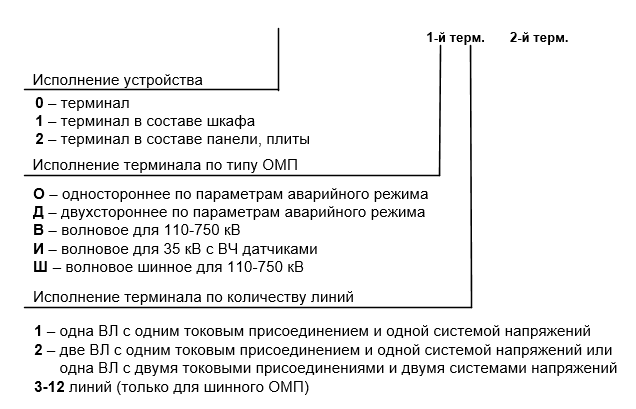 1-й терм. 2-й терм.
Исполнение устройства
0 – терминал
1 – терминал в составе шкафа
2 – терминал в составе панели, плиты
Исполнение терминала по типу ОМП
О – одностороннее по параметрам аварийного режима
Д – двухстороннее по параметрам аварийного режима
В – волновое для 110-750 кВ
И – волновое для 35 кВ с ВЧ датчиками
Ш – волновое шинное для 110-750 кВ
Исполнение терминала по количеству линий
1 – одна ВЛ с одним токовым присоединением и одной системой напряжений
2 – две ВЛ с одним токовым присоединением и одной системой напряжений или
одна ВЛ с двумя токовыми присоединениями и двумя системами напряжений
3-12 линий (только для шинного ОМП)